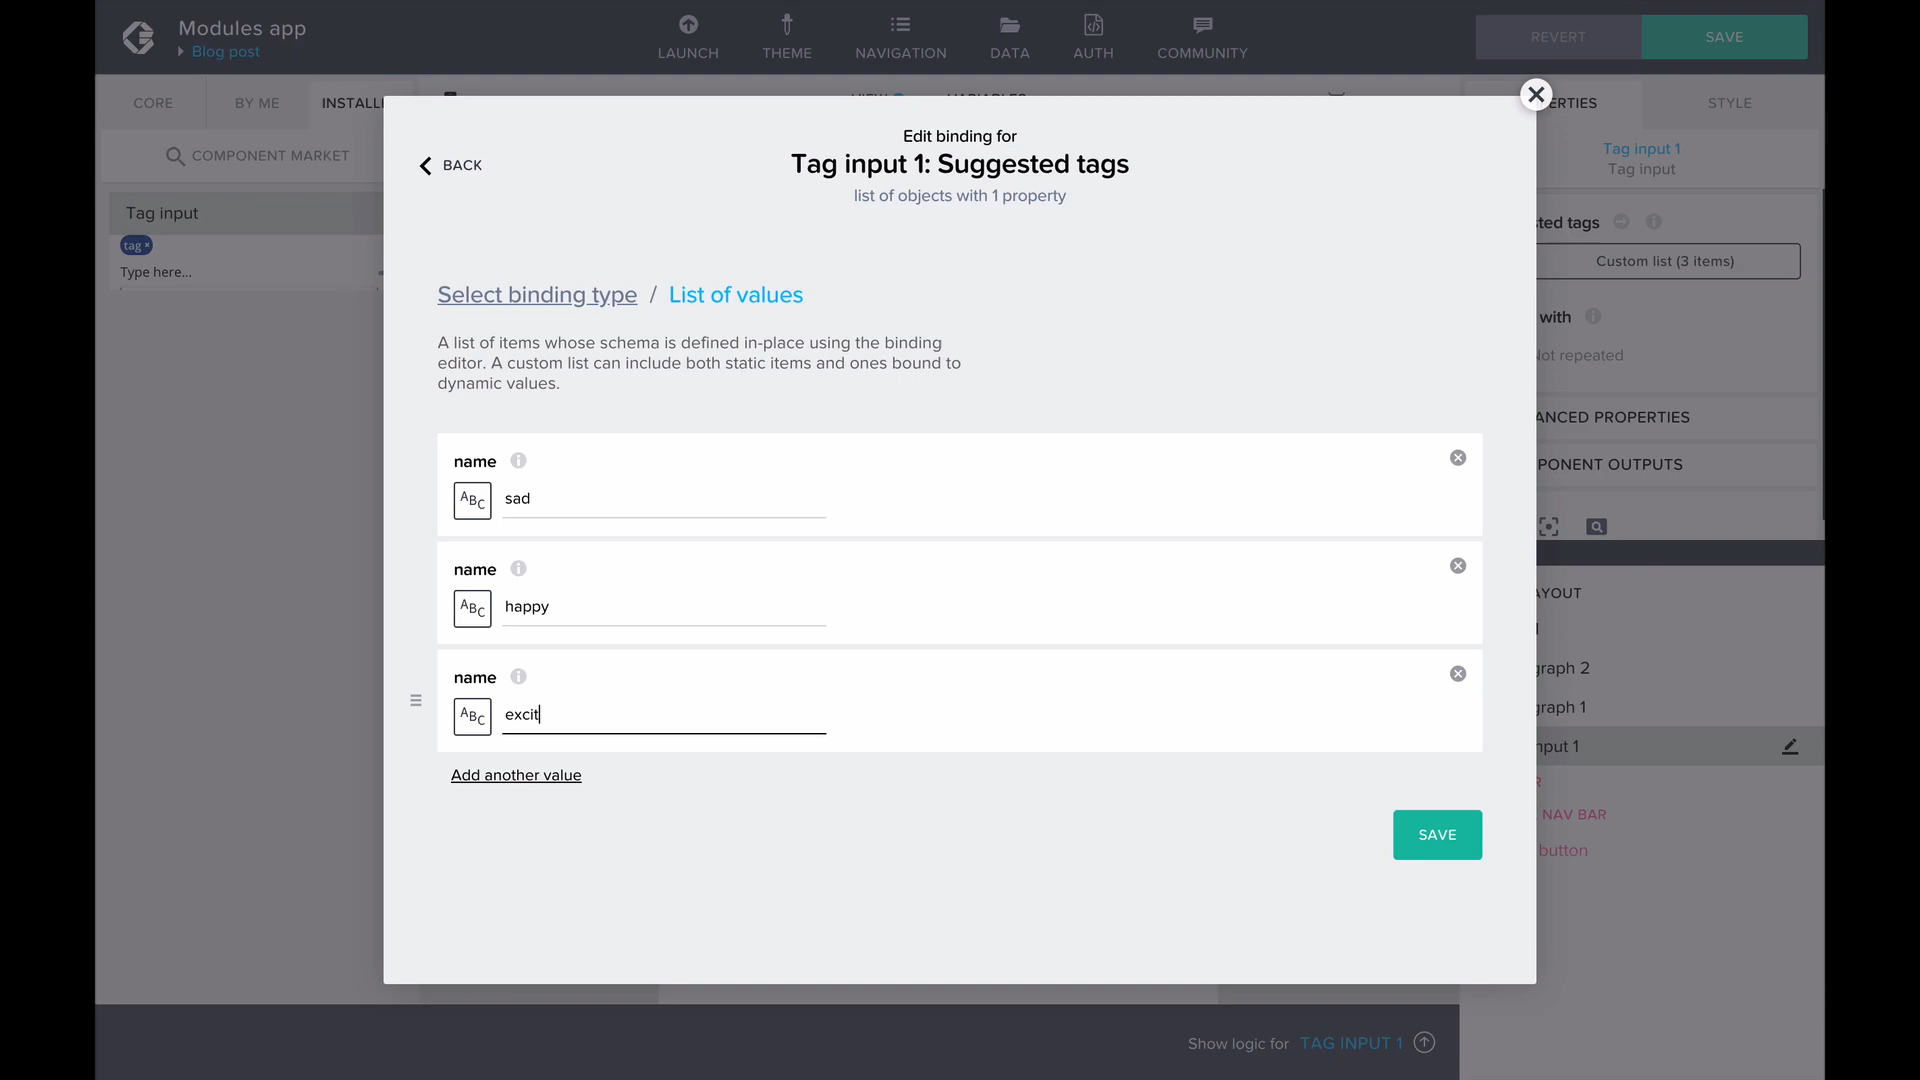 Modules app
Blog post
LAUNCH
THEME
NAVIGATION
DATA
AUTH
COMMUNITY
REVERT
SAVE
CORE
BY ME
INSTALLE
VIEW
VARIABLES
ERTIES
STYLE
COMPONENT MARKET
Tag input 1
Tag input
Tag input
tag ×
Type here...
Edit binding for
BACK
Tag input 1: Suggested tags
list of objects with 1 property
sted tags
Custom list (3 items)
with
Not repeated
ANCED PROPERTIES
PONENT OUTPUTS
Select binding type / List of values
A list of items whose schema is defined in-place using the binding
editor. A custom list can include both static items and ones bound to
dynamic values.
name
ABC sad
name
ABC happy
name
ABC excit
Add another value
SAVE
AYOUT
graph 2
graph 1
nput 1
NAV BAR
button
Show logic for TAG INPUT 1